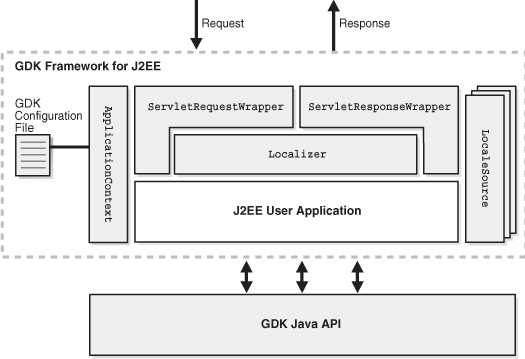 Request
Response
GDK Framework for J2EE
GDK
Configuration
File
ApplicationContext
ServletRequestWrapper
ServletResponseWrapper
Localizer
J2EE User Application
LocaleSource
GDK Java API